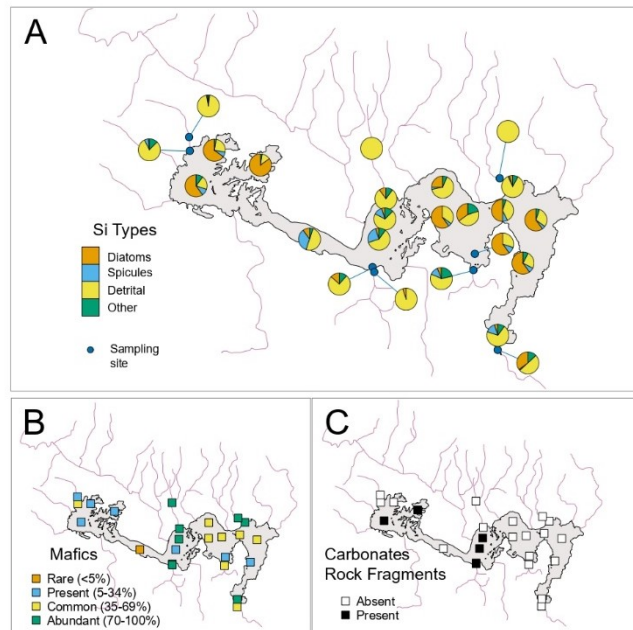 A
Si Types
Diatoms
Spicules
Detrital
Other
Sampling
site
B
Mafics
Rare (<5%)
Present (5-34%)
Common (35-69%)
Abundant (70-100%)
C
Carbonates
Rock Fragments
Absent
Present